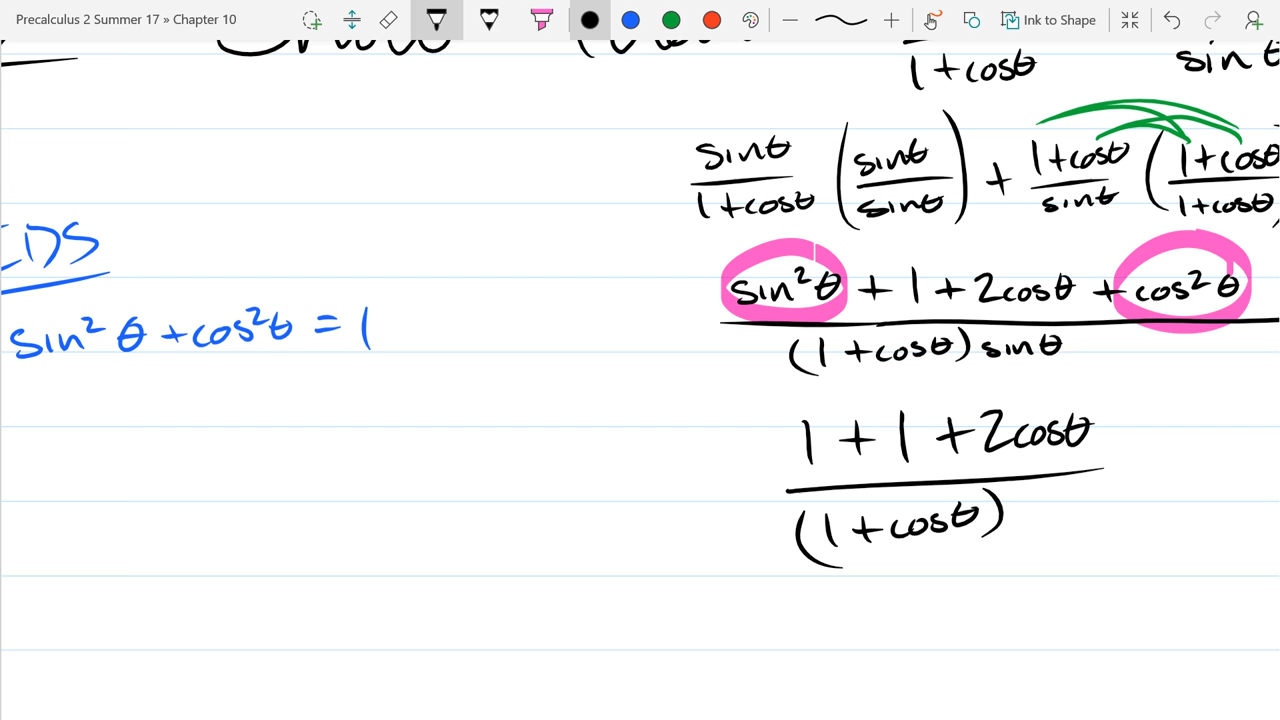 Precalculus 2 Summer 17 » Chapter 10
Ink to Shape
1 + cosθ sin
sinθ/1+cosθ (sinθ/sinθ) + 1+cosθ/sinθ (1+cosθ/1+cosθ)
IDS
sin² θ + cos²θ = 1
sin²θ + 1 + 2cosθ + cos²θ
(1 + cosθ) sinθ
1 + 1 + 2cosθ
(1 + cosθ)